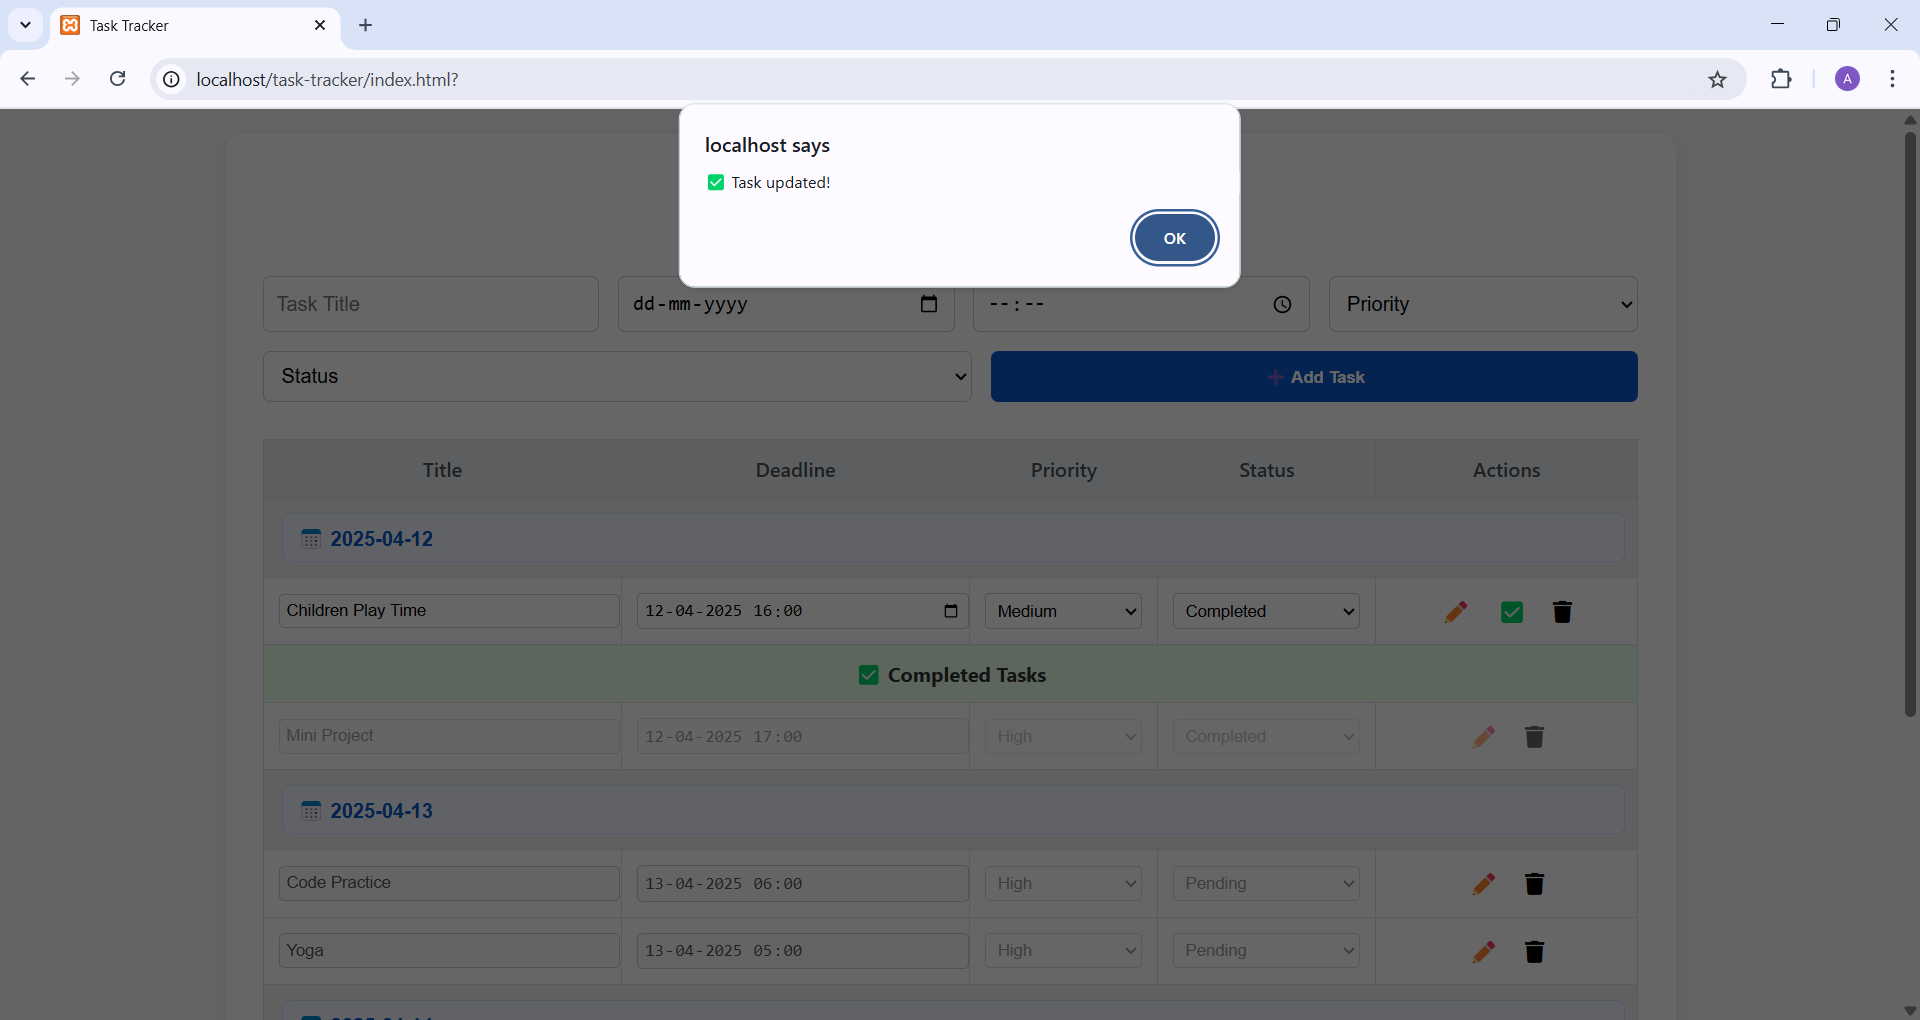 Task Tracker
localhost/task-tracker/index.html?
A
localhost says
✅ Task updated!
OK
Task Title
dd-mm-yyyy
--:--
Priority
Status
➕ Add Task
Title Deadline Priority Status Actions
2025-04-12
Children Play Time 12-04-2025 16:00 Medium Completed
✅ Completed Tasks
Mini Project 12-04-2025 17:00 High Completed
2025-04-13
Code Practice 13-04-2025 06:00 High Pending
Yoga 13-04-2025 05:00 High Pending